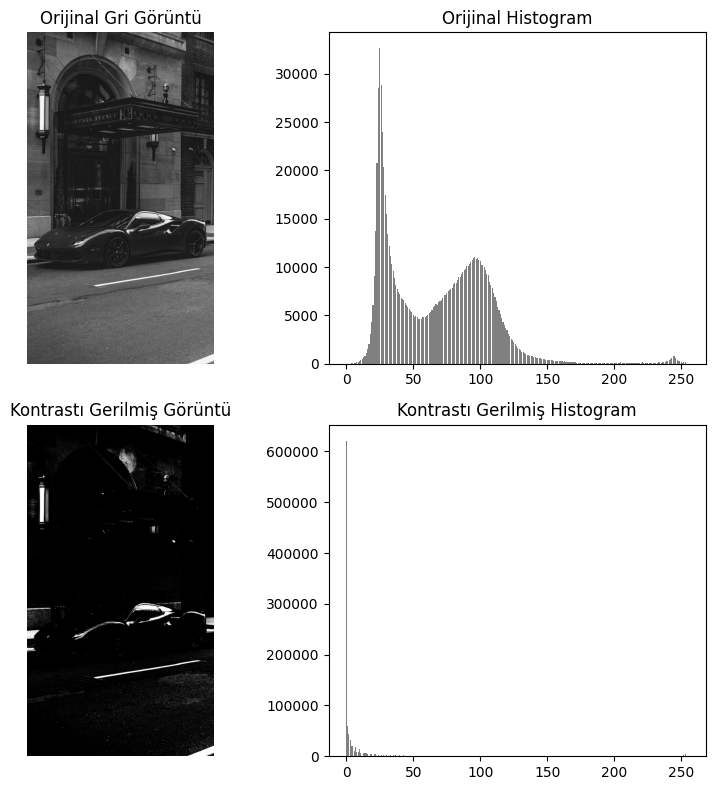 Orijinal Gri Görüntü
Orijinal Histogram
30000
25000
20000
15000
10000
5000
0
0 50 100 150 200 250
Kontrastı Gerilmiş Görüntü
Kontrastı Gerilmiş Histogram
600000
500000
400000
300000
200000
100000
0
0 50 100 150 200 250